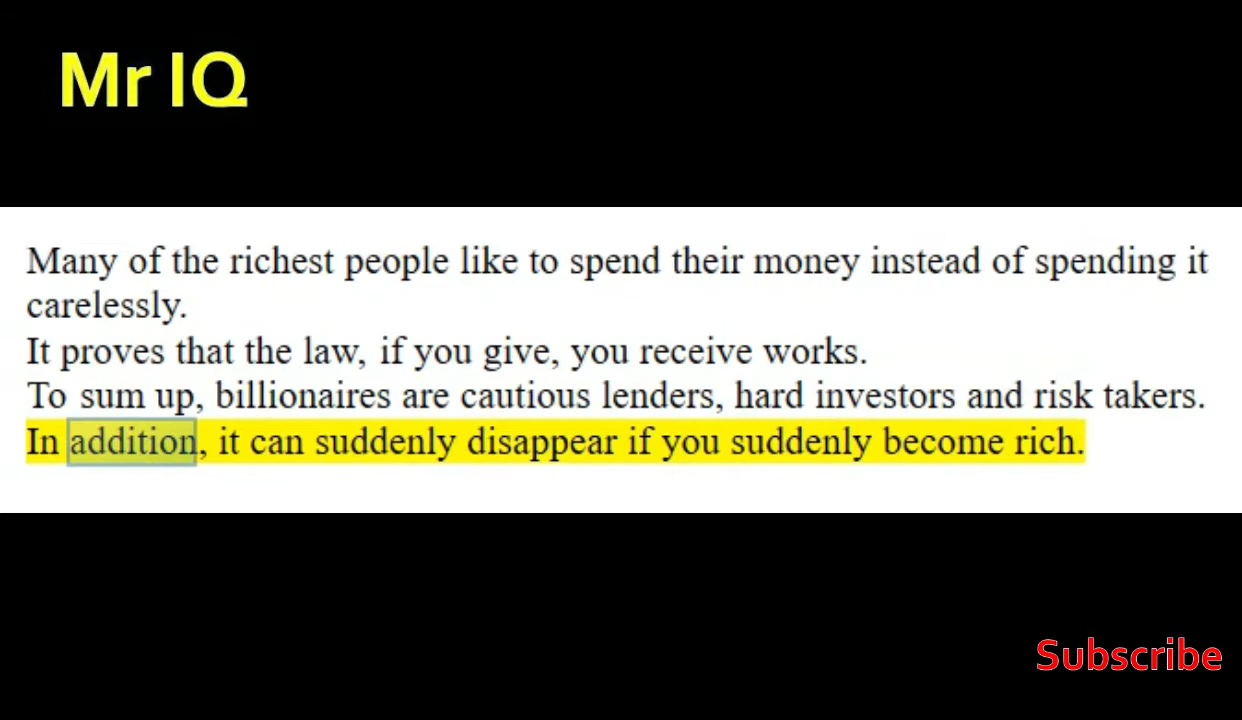 Mr IQ
Many of the richest people like to spend their money instead of spending it
carelessly.
It proves that the law, if you give, you receive works.
To sum up, billionaires are cautious lenders, hard investors and risk takers.
In addition, it can suddenly disappear if you suddenly become rich.
Subscribe